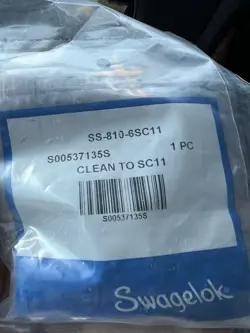 SS-810-6SC11
S00537135S 1 PC
CLEAN TO SC11
S00537135S
Swagelok